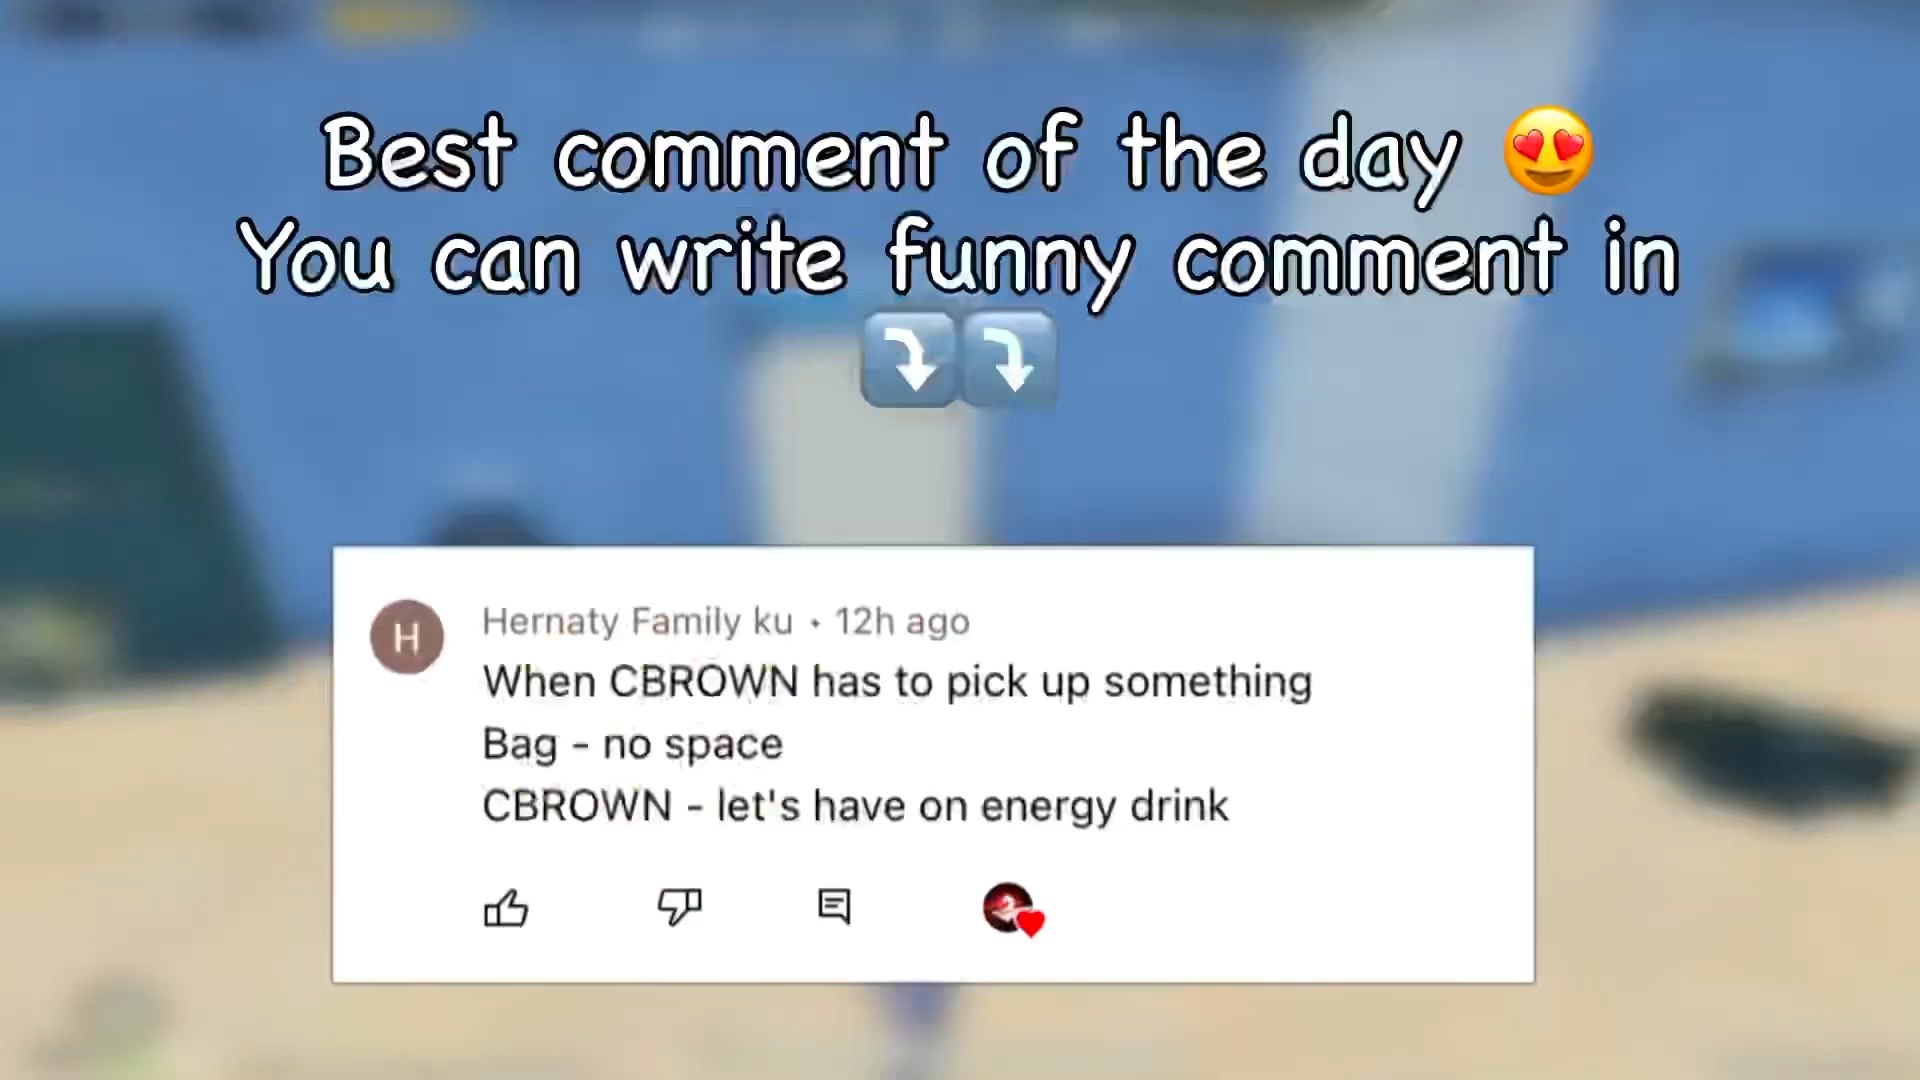 Best comment of the day 😍
You can write funny comment in
⤵️⤵️
H
Hernaty Family ku • 12h ago
When CBROWN has to pick up something
Bag - no space
CBROWN - let's have on energy drink